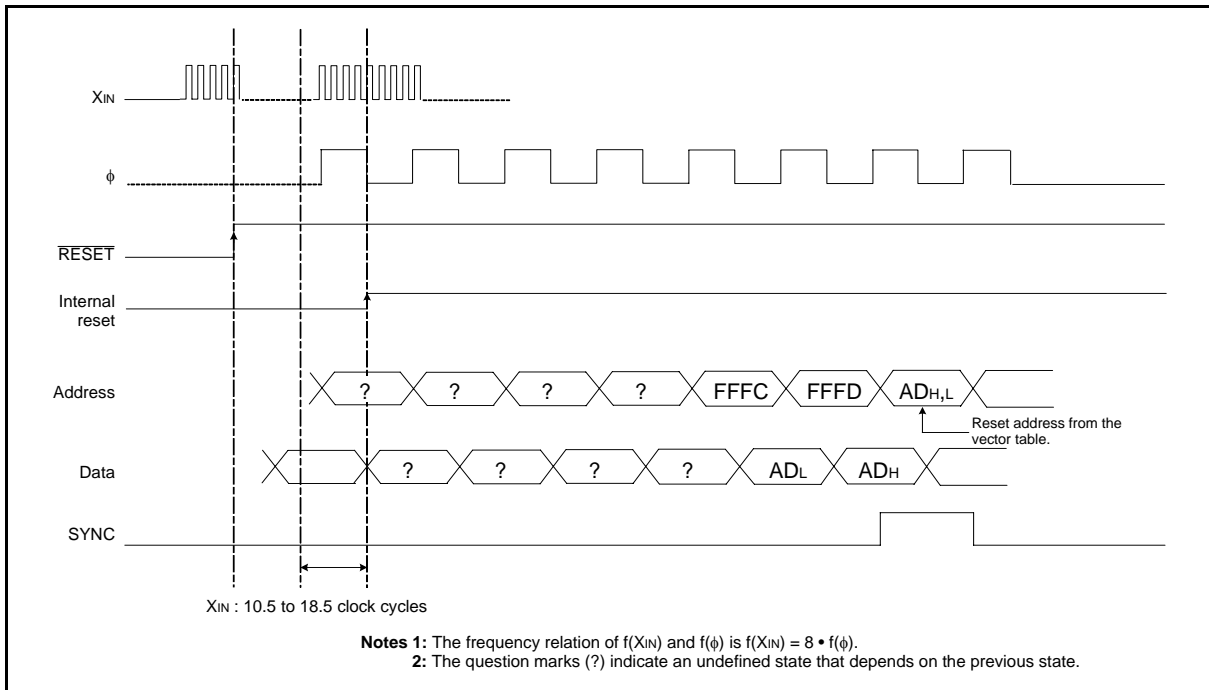 XIN
ϕ
RESET
Internal
reset
Address
? ? ? ? FFFC FFFD ADH,L
Reset address from the
vector table.
Data
? ? ? ? ADL ADH
SYNC
XIN : 10.5 to 18.5 clock cycles
Notes 1: The frequency relation of f(XIN) and f(ϕ) is f(XIN) = 8 • f(ϕ).
2: The question marks (?) indicate an undefined state that depends on the previous state.